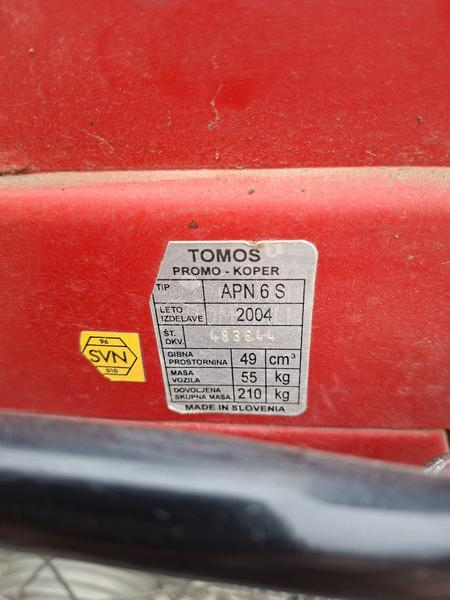 TOMOS
PROMO - KOPER
TIP APN 6 S
LETO IZDELAVE 2004
ŠT. OKV. 483644
GIBNA PROSTORNINA 49 cm³
MASA VOZILA 55 kg
DOVOLJENA SKUPNA MASA 210 kg
MADE IN SLOVENIA
96
SVN
010